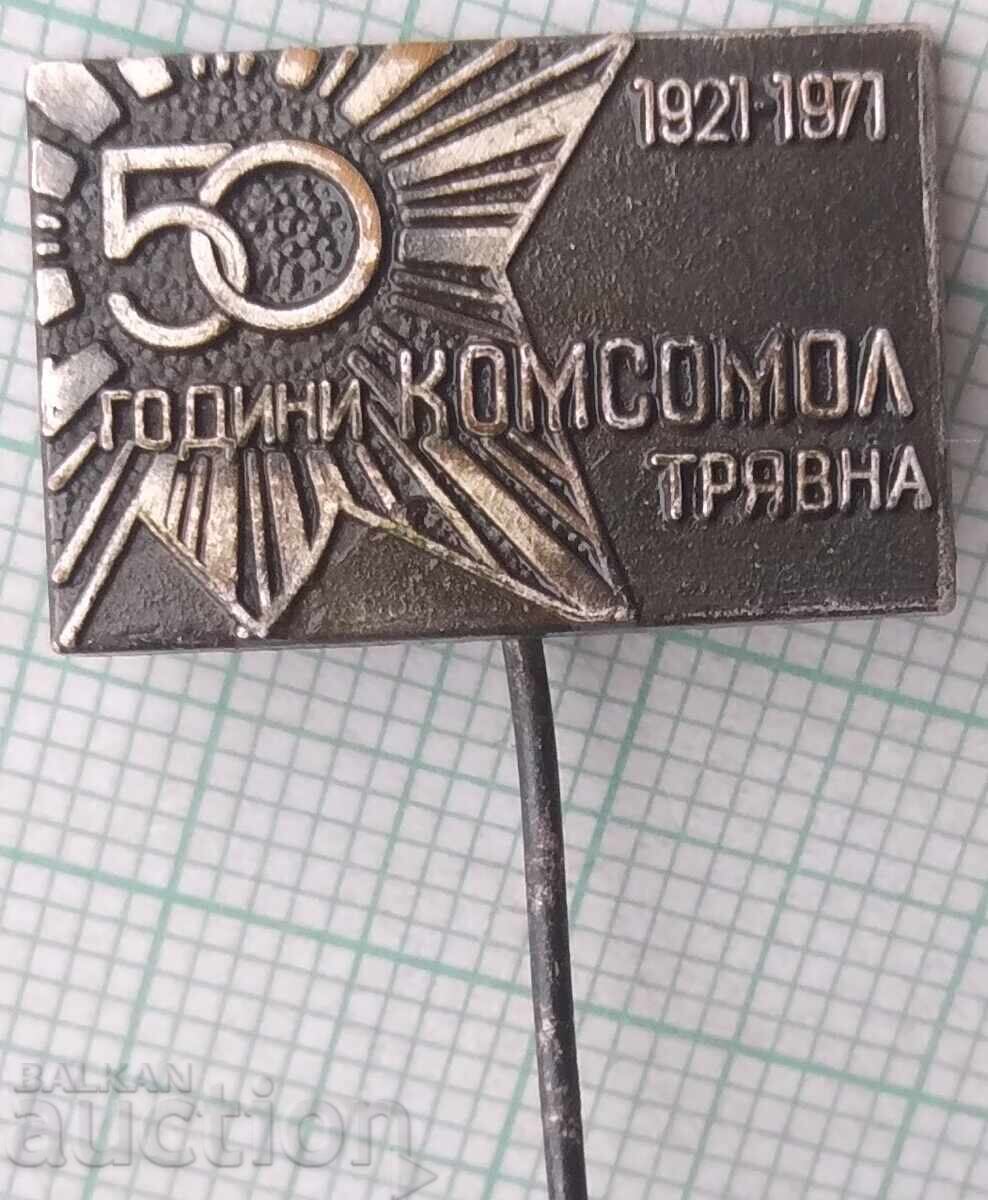 1921-1971
50
ГОДИНИ КОМСОМОЛ
ТРЯВНА
BALKAN
auction